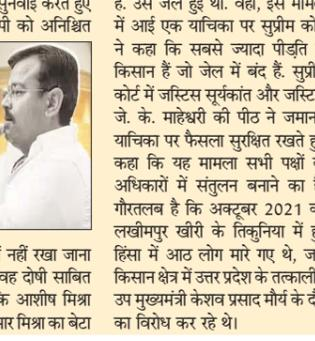 सुनवाई करते हुए
पी को अनिश्चित
नहीं रखा जाना
वह दोषी साबित
के आशीष मिश्रा
मार मिश्रा का बेटा
है. उसे जेल हुई थी. वहीं, इस माम
में आई एक याचिका पर सुप्रीम को
ने कहा कि सबसे ज्यादा पीड़ति
किसान हैं जो जेल में बंद हैं. सुप्री
कोर्ट में जस्टिस सूर्यकांत और जस्टि
जे. के. माहेश्वरी की पीठ ने जमान
याचिका पर फैसला सुरक्षित रखते हु
कहा कि यह मामला सभी पक्षों
अधिकारों में संतुलन बनाने का
गौरतलब है कि अक्टूबर 2021 क
लखीमपुर खीरी के तिकुनिया में हु
हिंसा में आठ लोग मारे गए थे, ज
किसान क्षेत्र में उत्तर प्रदेश के तत्काली
उप मुख्यमंत्री केशव प्रसाद मौर्य के दौ
का विरोध कर रहे थे।